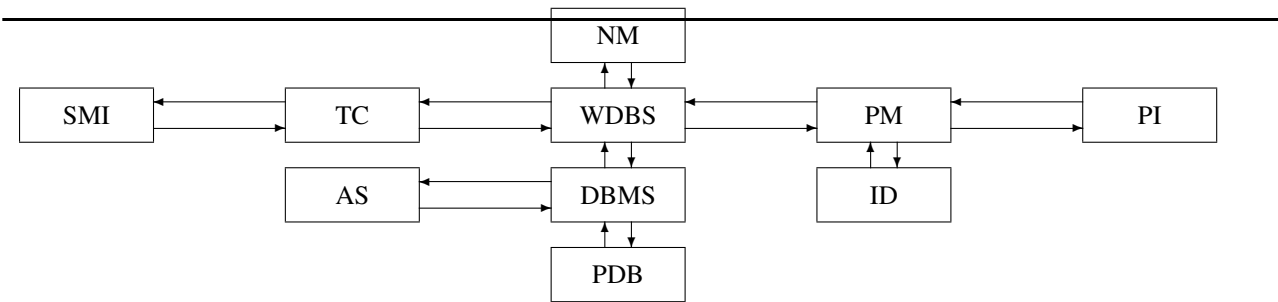 NM
SMI TC WDBS PM PI
AS DBMS ID
PDB